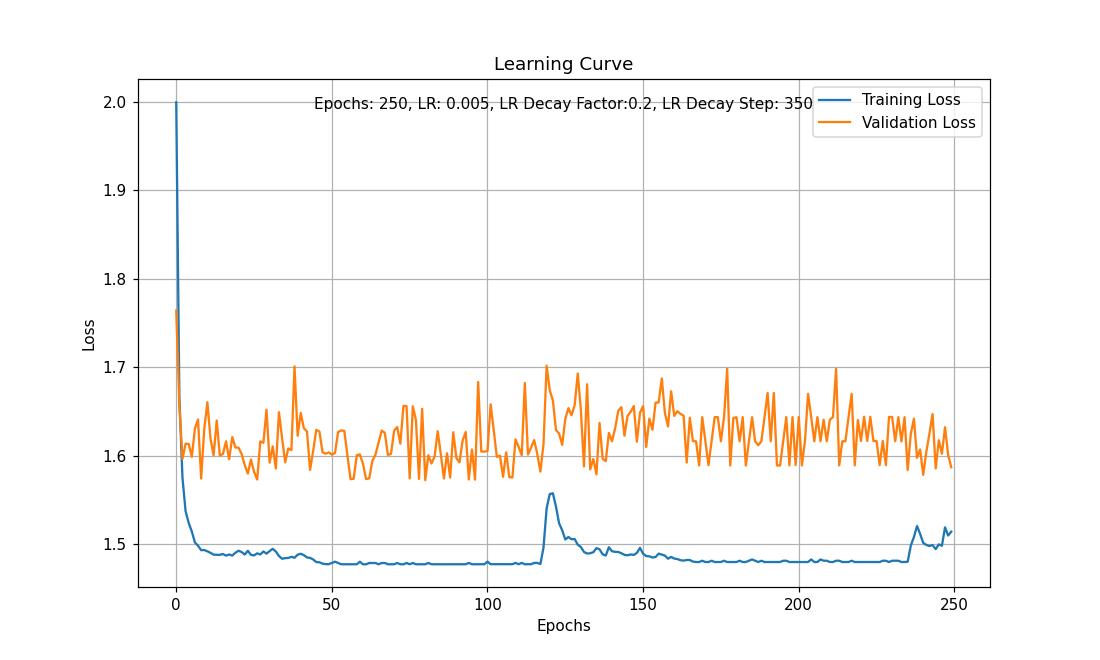 Learning Curve
Epochs: 250, LR: 0.005, LR Decay Factor:0.2, LR Decay Step: 350
Training Loss
Validation Loss
2.0
1.9
1.8
1.7
1.6
1.5
Loss
0 50 100 150 200 250
Epochs